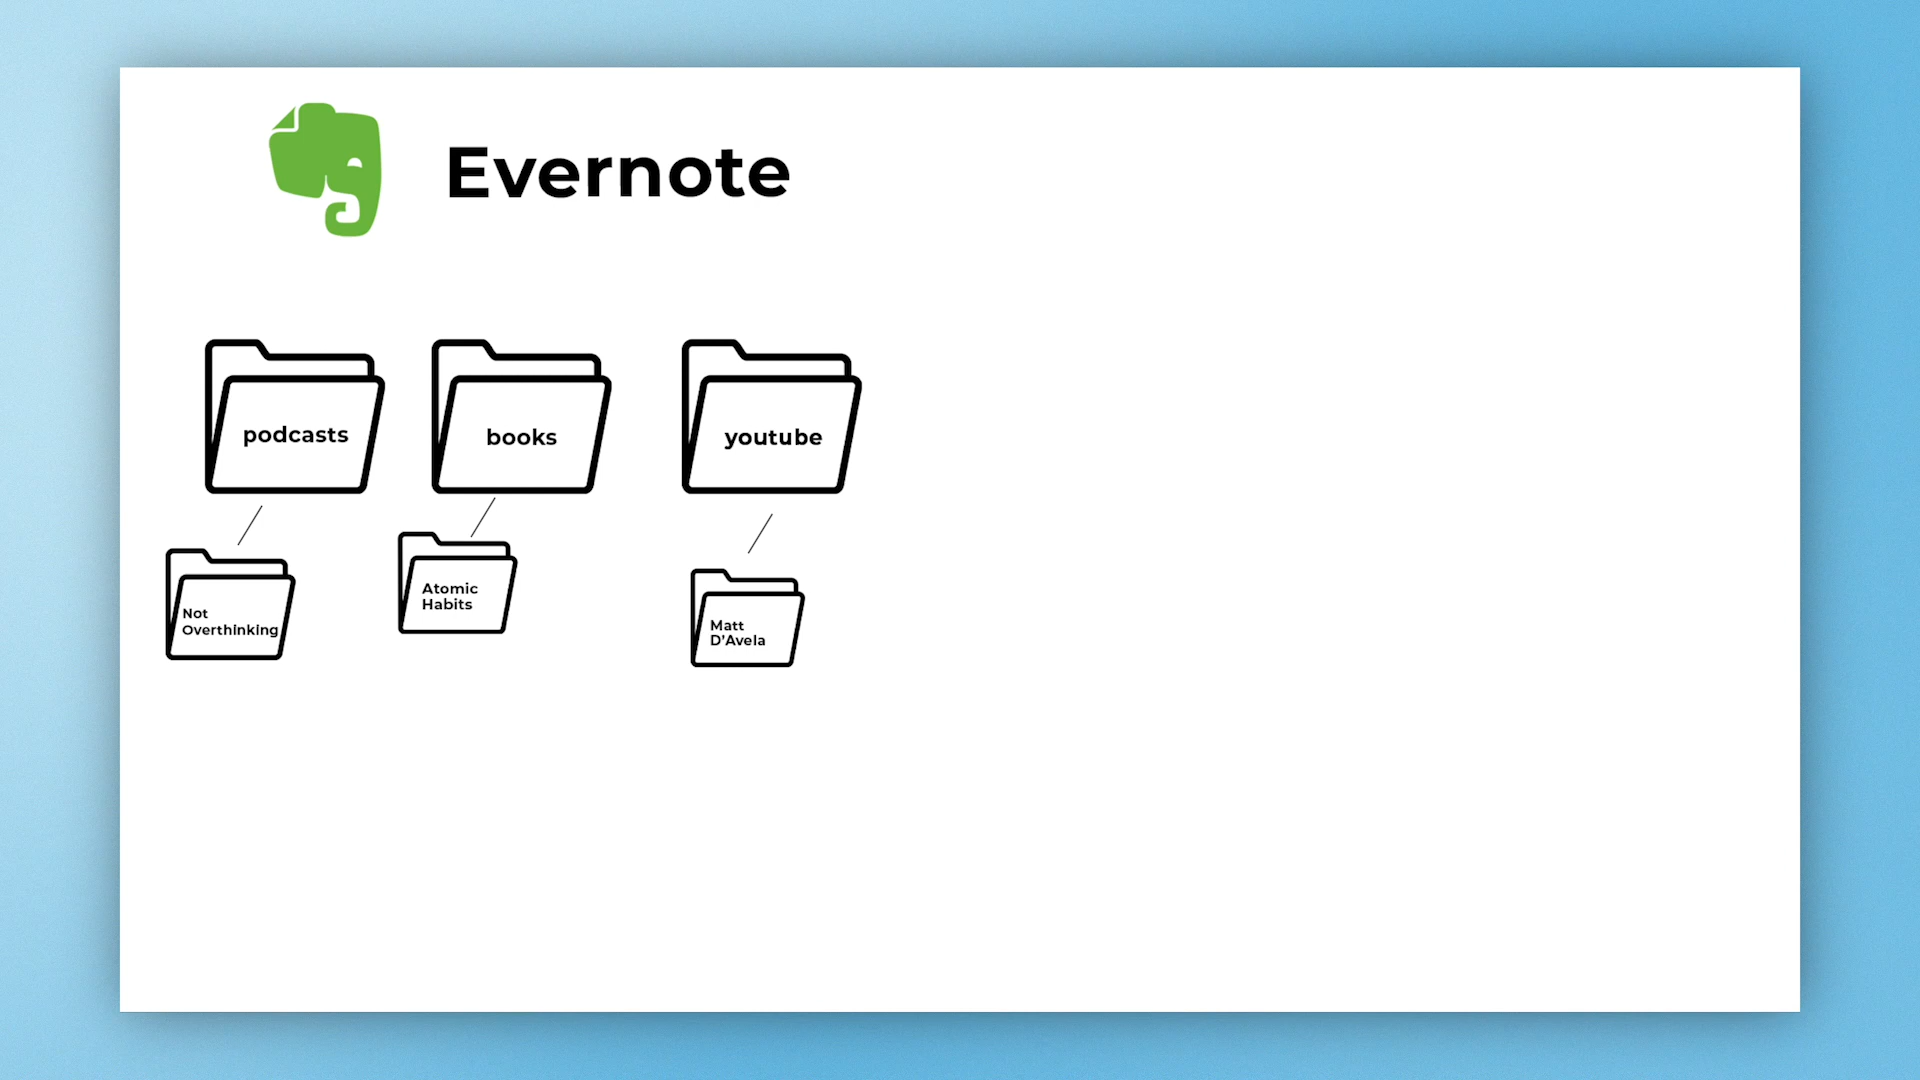 Evernote
podcasts
books
youtube
Not
Overthinking
Atomic
Habits
Matt
D'Avela